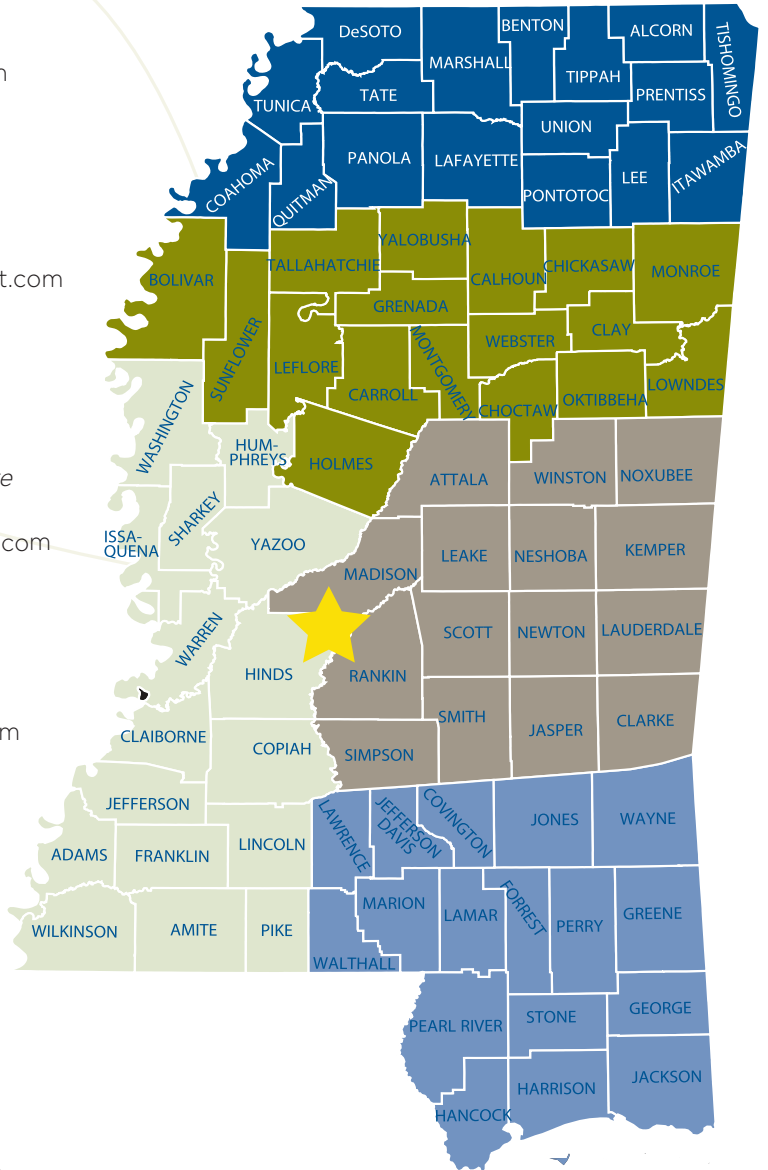 DeSOTO
BENTON
ALCORN
TISHOMINGO
MARSHALL
n
TIPPAH
TATE
PRENTISS
TUNICA
UNION
PANOLA
LAFAYETTE
LEE
ITAWAMBA
COAHOMA
QUITMAN
PONTOTOC
YALOBUSHA
TALLAHATCHIE
CHICKASAW
MONROE
t.com
BOLIVAR
CALHOUN
GRENADA
CLAY
WEBSTER
SUNFLOWER
LEFLORE
MONTGOMERY
CARROLL
LOWNDES
OKTIBBEHA
CHOCTAW
WASHINGTON
HUM-
PHREYS
HOLMES
e
ATTALA
WINSTON
NOXUBEE
SHARKEY
ISSA-
QUENA
com
YAZOO
LEAKE
NESHOBA
KEMPER
MADISON
WARREN
SCOTT
NEWTON
LAUDERDALE
HINDS
RANKIN
SMITH
JASPER
CLARKE
m
CLAIBORNE
COPIAH
SIMPSON
JEFFERSON
LAWRENCE
JEFFERSON
DAVIS
COVINGTON
JONES
WAYNE
LINCOLN
ADAMS
FRANKLIN
MARION
LAMAR
FORREST
PERRY
GREENE
WILKINSON
AMITE
PIKE
WALTHALL
PEARL RIVER
STONE
GEORGE
JACKSON
HARRISON
HANCOCK